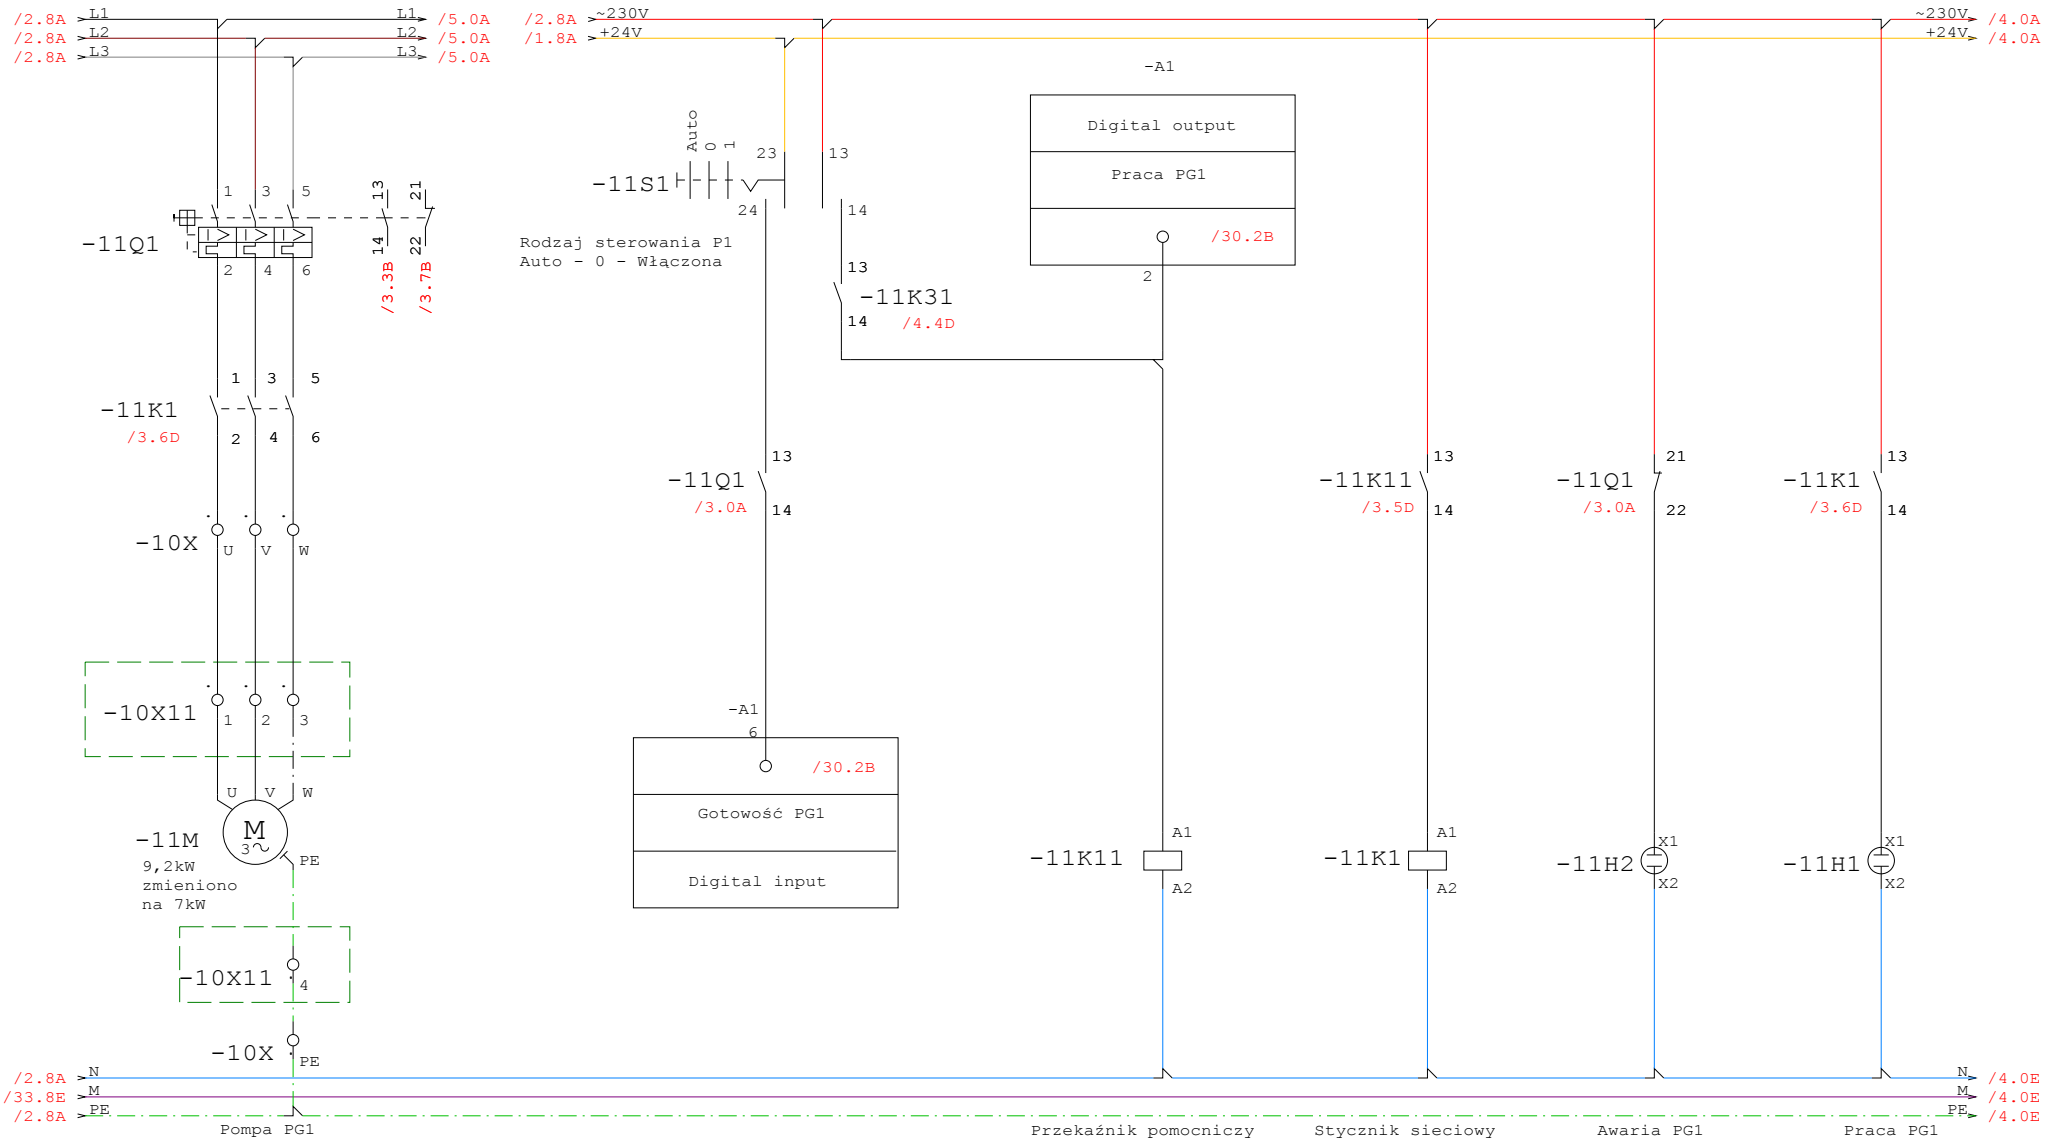 /2.8A L1 L1 /5.0A
/2.8A L2 L2 /5.0A
/2.8A L3 L3 /5.0A
/2.8A ~230V ~230V /4.0A
/1.8A +24V +24V /4.0A
1 3 5 13 21
-11Q1
2 4 6 14 22
/3.3B /3.7B
1 3 5
-11K1
/3.6D 2 4 6
-10X
U V W
-10X11
1 2 3
U V W
M
3~
-11M
PE
9,2kW
zmieniono
na 7kW
-10X11
4
-10X
PE
Auto 0 1
23 13
-11S1
24 14
Rodzaj sterowania P1
Auto - 0 - Włączona
13
-11K31
14 /4.4D
13
-11Q1
/3.0A 14
-A1
6
/30.2B
Gotowość PG1
Digital input
-A1
Digital output
Praca PG1
/30.2B
2
A1
-11K11
A2
13
-11K11
/3.5D 14
A1
-11K1
A2
21
-11Q1
/3.0A 22
X1
-11H2
X2
13
-11K1
/3.6D 14
X1
-11H1
X2
/2.8A N N /4.0E
/33.8E M M /4.0E
/2.8A PE PE /4.0E
Pompa PG1
Przekaźnik pomocniczy
Stycznik sieciowy
Awaria PG1
Praca PG1